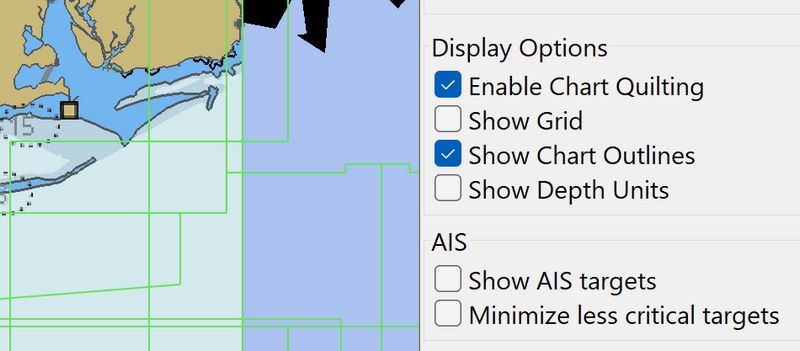 15
Display Options
Enable Chart Quilting
Show Grid
Show Chart Outlines
Show Depth Units
AIS
Show AIS targets
Minimize less critical targets